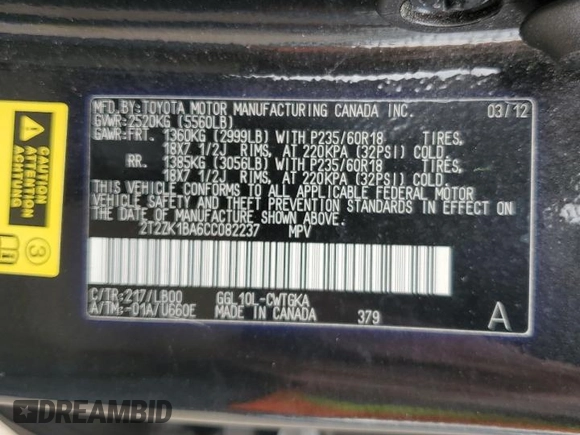 MFD.BY:TOYOTA MOTOR MANUFACTURING CANADA INC. 03/12
GVWR:2520KG (5560LB)
GAWR:FRT. 1360KG (2999LB) WITH P235/60R18 TIRES,
18X7 1/2J RIMS, AT 220KPA (32PSI) COLD.
RR. 1385KG (3056LB) WITH P235/60R18 TIRES,
18X7 1/2J RIMS, AT 220KPA (32PSI) COLD.
THIS VEHICLE CONFORMS TO ALL APPLICABLE FEDERAL MOTOR
VEHICLE SAFETY AND THEFT PREVENTION STANDARDS IN EFFECT ON
THE DATE OF MANUFACTURE SHOWN ABOVE.
2T2ZK1BA6CC082237 MPV
C/TR:217/LB00 GGL10L-CWTGKA
A/TM:-01A/U660E MADE IN CANADA 379 A
CAUTION
ATTENTION
ACHTUNG
3
DREAMBID